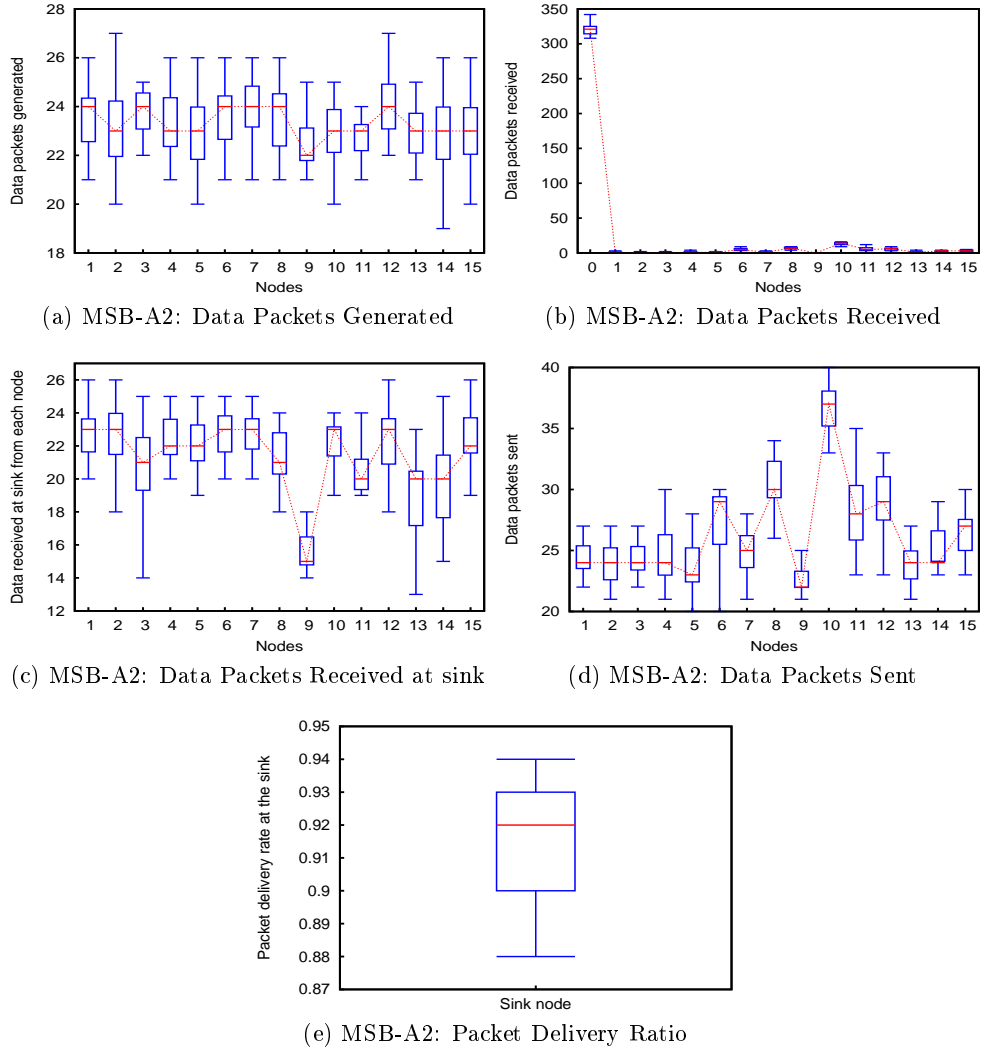 28
26
24
22
20
18
Data packets generated
1 2 3 4 5 6 7 8 9 10 11 12 13 14 15
Nodes
(a) MSB-A2: Data Packets Generated
350
300
250
200
150
100
50
0
Data packets received
0 1 2 3 4 5 6 7 8 9 10 11 12 13 14 15
Nodes
(b) MSB-A2: Data Packets Received
26
24
22
20
18
16
14
12
Data received at sink from each node
1 2 3 4 5 6 7 8 9 10 11 12 13 14 15
Nodes
(c) MSB-A2: Data Packets Received at sink
40
35
30
25
20
Data packets sent
1 2 3 4 5 6 7 8 9 10 11 12 13 14 15
Nodes
(d) MSB-A2: Data Packets Sent
0.95
0.94
0.93
0.92
0.91
0.9
0.89
0.88
0.87
Packet delivery rate at the sink
Sink node
(e) MSB-A2: Packet Delivery Ratio